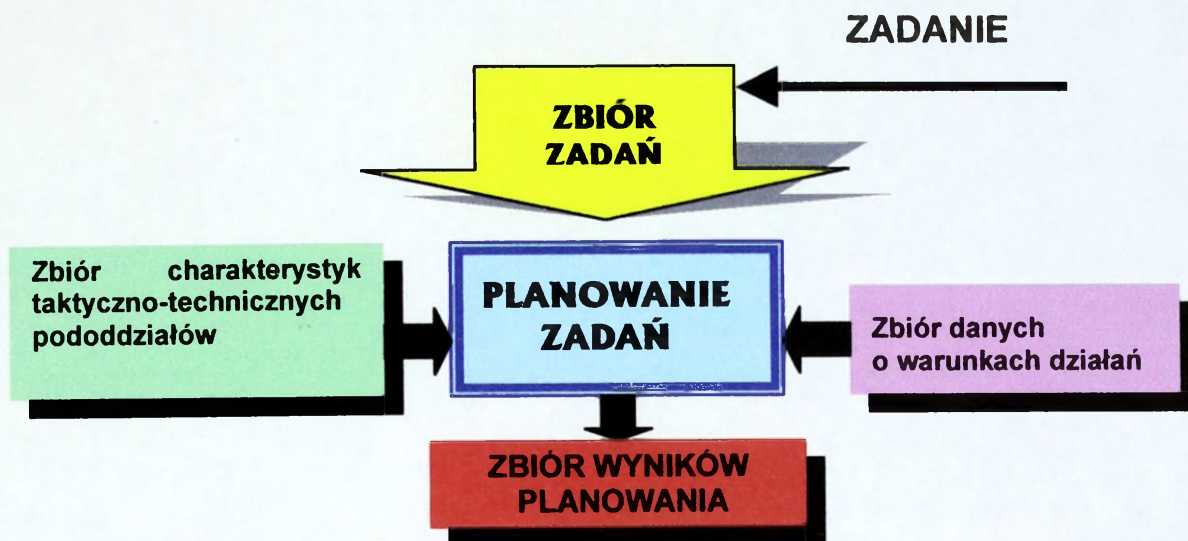 ZADANIE
ZBIÓR
ZADAŃ
Zbiór charakterystyk
taktyczno-technicznych
pododdziałów
PLANOWANIE
ZADAŃ
Zbiór danych
o warunkach działań
ZBIÓR WYNIKÓW
PLANOWANIA